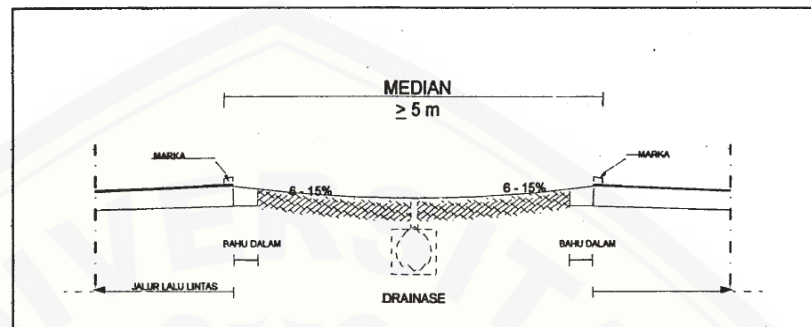 MEDIAN
≥ 5 m
MARKA
MARKA
6 - 15%
6 - 15%
BAHU DALAM
BAHU DALAM
JALUR LALU LINTAS
DRAINASE